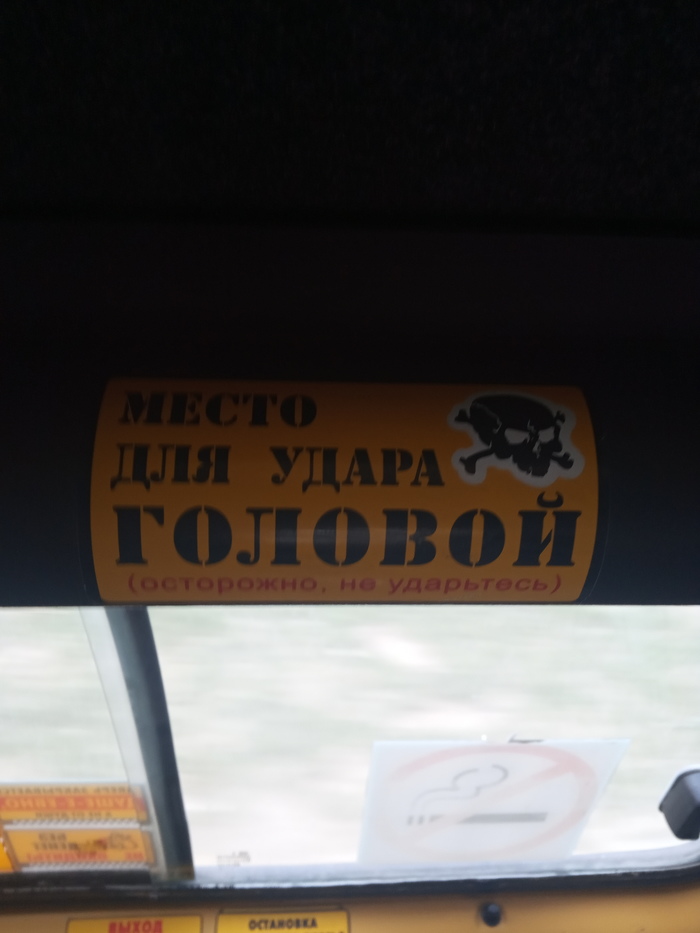 МЕСТО
ДЛЯ УДАРА
ГОЛОВОЙ
(осторожно, не ударьтесь)
ВЫХОД
ОСТАНОВКА